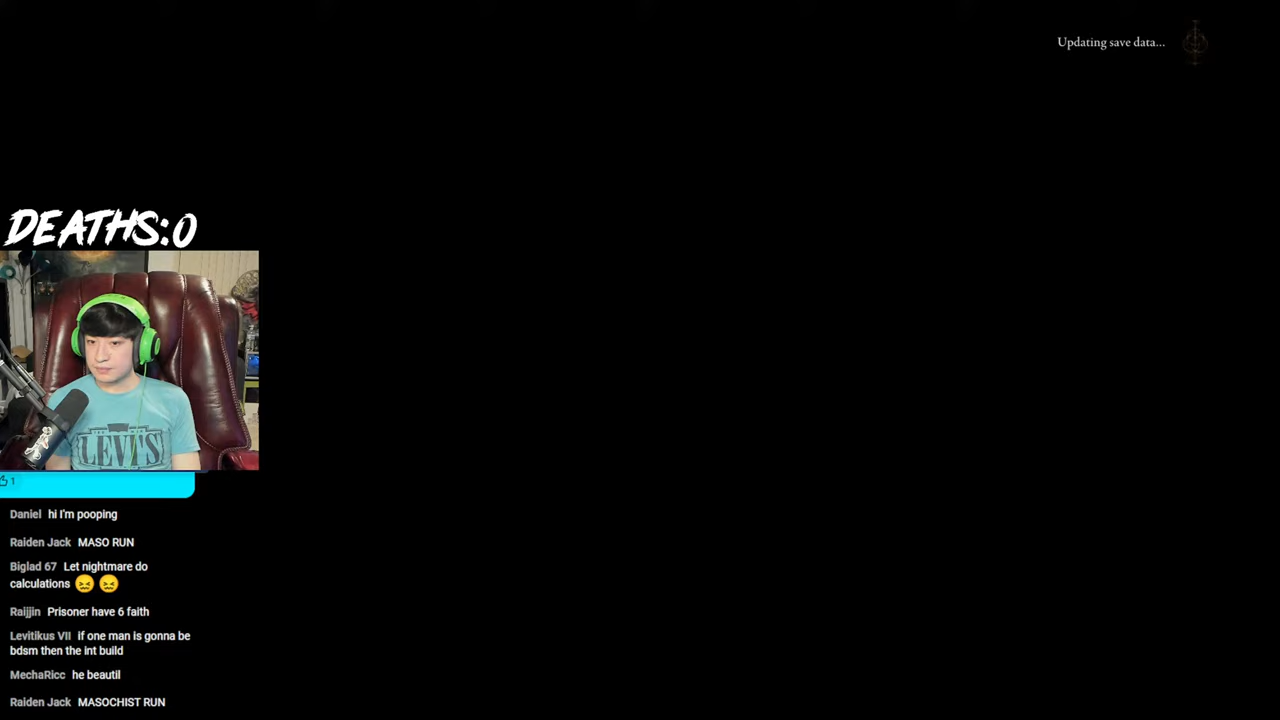 Updating save data...
DEATHS:0
LEVI'S
1
Daniel hi I'm pooping
Raiden Jack MASO RUN
Biglad 67 Let nightmare do
calculations 😖 😖
Raijjin Prisoner have 6 faith
Levitikus VII if one man is gonna be
bdsm then the int build
MechaRicc he beautil
Raiden Jack MASOCHIST RUN